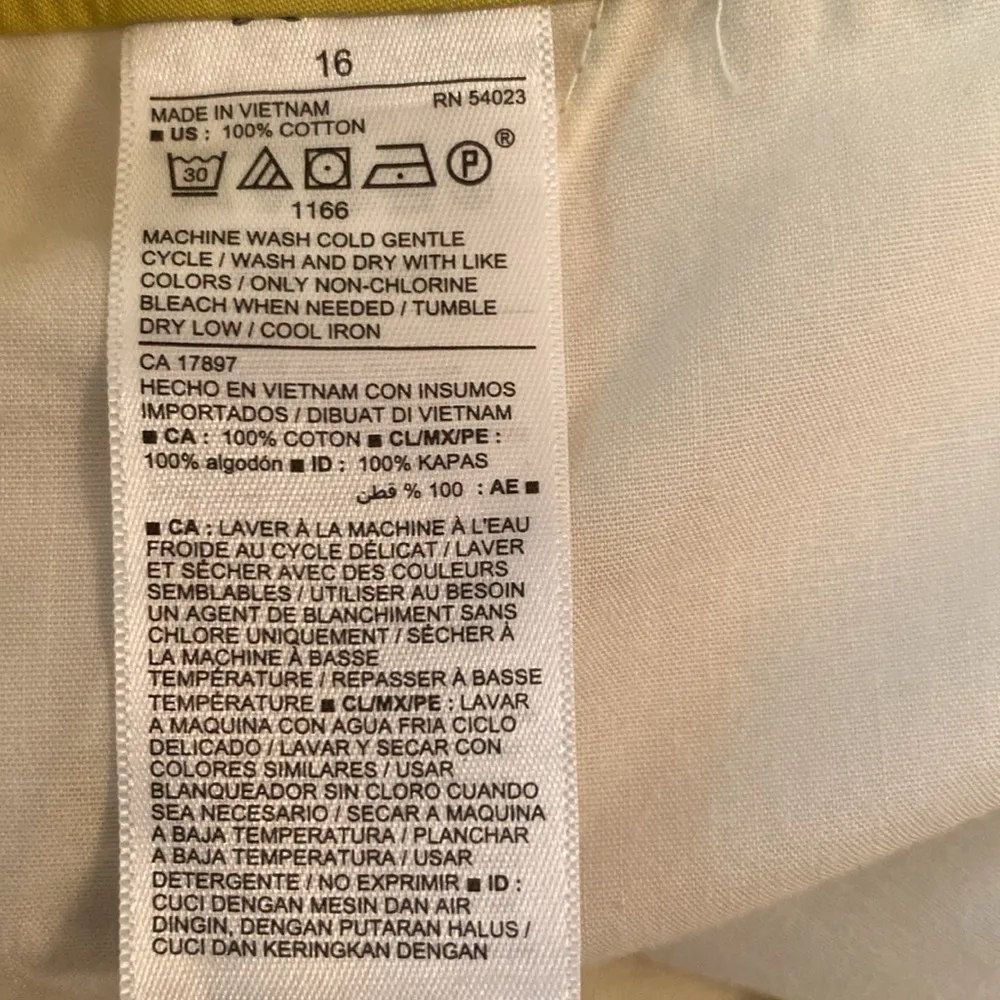 16
MADE IN VIETNAM RN 54023
■ US : 100% COTTON
30 P ®
1166
MACHINE WASH COLD GENTLE
CYCLE / WASH AND DRY WITH LIKE
COLORS / ONLY NON-CHLORINE
BLEACH WHEN NEEDED / TUMBLE
DRY LOW / COOL IRON
CA 17897
HECHO EN VIETNAM CON INSUMOS
IMPORTADOS / DIBUAT DI VIETNAM
■ CA : 100% COTON ■ CL/MX/PE :
100% algodón ■ ID : 100% KAPAS
■ AE : 100 % قطن
■ CA : LAVER À LA MACHINE À L'EAU
FROIDE AU CYCLE DÉLICAT / LAVER
ET SÉCHER AVEC DES COULEURS
SEMBLABLES / UTILISER AU BESOIN
UN AGENT DE BLANCHIMENT SANS
CHLORE UNIQUEMENT / SÉCHER À
LA MACHINE À BASSE
TEMPÉRATURE / REPASSER À BASSE
TEMPÉRATURE ■ CL/MX/PE : LAVAR
A MAQUINA CON AGUA FRIA CICLO
DELICADO / LAVAR Y SECAR CON
COLORES SIMILARES / USAR
BLANQUEADOR SIN CLORO CUANDO
SEA NECESARIO / SECAR A MAQUINA
A BAJA TEMPERATURA / PLANCHAR
A BAJA TEMPERATURA / USAR
DETERGENTE / NO EXPRIMIR ■ ID :
CUCI DENGAN MESIN DAN AIR
DINGIN, DENGAN PUTARAN HALUS /
CUCI DAN KERINGKAN DENGAN